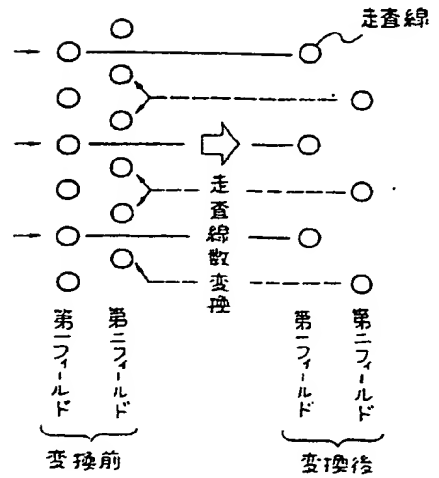 走査線
走査線数変換
第一フィールド
第二フィールド
第一フィールド
第二フィールド
変換前
変換後